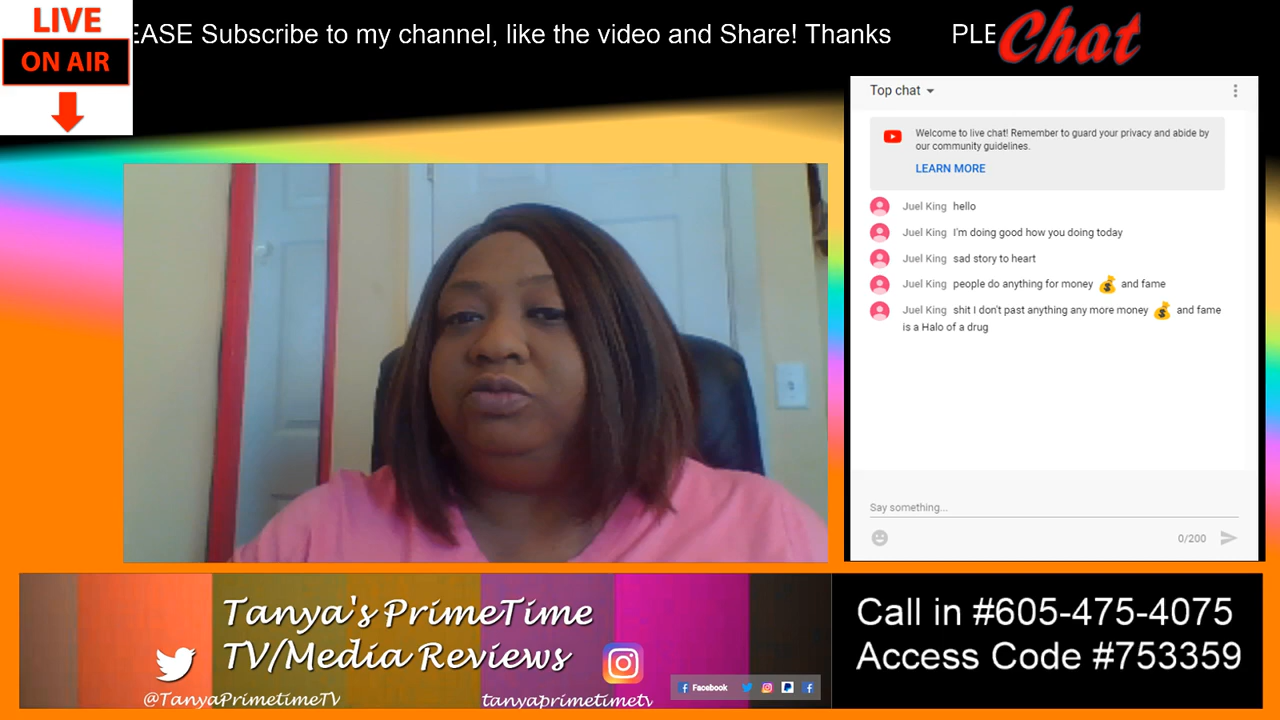 LIVE
ON AIR
EASE Subscribe to my channel, like the video and Share! Thanks PLE
Chat
Top chat
Welcome to live chat! Remember to guard your privacy and abide by
our community guidelines.
LEARN MORE
Juel King hello
Juel King I'm doing good how you doing today
Juel King sad story to heart
Juel King people do anything for money 💰 and fame
Juel King shit I don't past anything any more money 💰 and fame
is a Halo of a drug
Say something...
0/200
Tanya's PrimeTime
TV/Media Reviews
@TanyaPrimetimeTV
tanyaprimetimetv
Facebook
Call in #605-475-4075
Access Code #753359